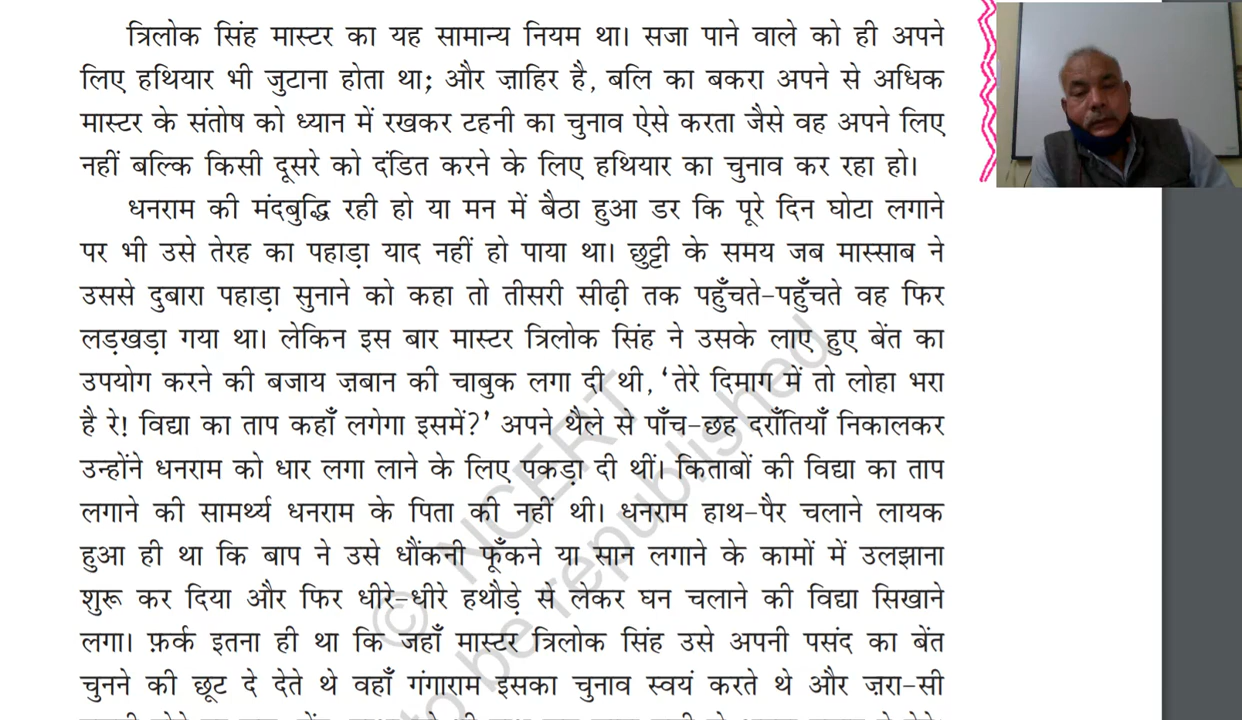 त्रिलोक सिंह मास्टर का यह सामान्य नियम था। सजा पाने वाले को ही अपने
लिए हथियार भी जुटाना होता था; और ज़ाहिर है, बलि का बकरा अपने से अधिक
मास्टर के संतोष को ध्यान में रखकर टहनी का चुनाव ऐसे करता जैसे वह अपने लिए
नहीं बल्कि किसी दूसरे को दंडित करने के लिए हथियार का चुनाव कर रहा हो।
धनराम की मंदबुद्धि रही हो या मन में बैठा हुआ डर कि पूरे दिन घोटा लगाने
पर भी उसे तेरह का पहाड़ा याद नहीं हो पाया था। छुट्टी के समय जब मास्साब ने
उससे दुबारा पहाड़ा सुनाने को कहा तो तीसरी सीढ़ी तक पहुँचते-पहुँचते वह फिर
लड़खड़ा गया था। लेकिन इस बार मास्टर त्रिलोक सिंह ने उसके लाए हुए बेंत का
उपयोग करने की बजाय ज़बान की चाबुक लगा दी थी, ‘तेरे दिमाग में तो लोहा भरा
है रे! विद्या का ताप कहाँ लगेगा इसमें?’ अपने थैले से पाँच-छह दराँतियाँ निकालकर
उन्होंने धनराम को धार लगा लाने के लिए पकड़ा दी थीं। किताबों की विद्या का ताप
लगाने की सामर्थ्य धनराम के पिता की नहीं थी। धनराम हाथ-पैर चलाने लायक
हुआ ही था कि बाप ने उसे धौंकनी फूँकने या सान लगाने के कामों में उलझाना
शुरू कर दिया और फिर धीरे-धीरे हथौड़े से लेकर घन चलाने की विद्या सिखाने
लगा। फ़र्क इतना ही था कि जहाँ मास्टर त्रिलोक सिंह उसे अपनी पसंद का बेंत
चुनने की छूट दे देते थे वहाँ गंगाराम इसका चुनाव स्वयं करते थे और ज़रा-सी
© NCERT
to be republished